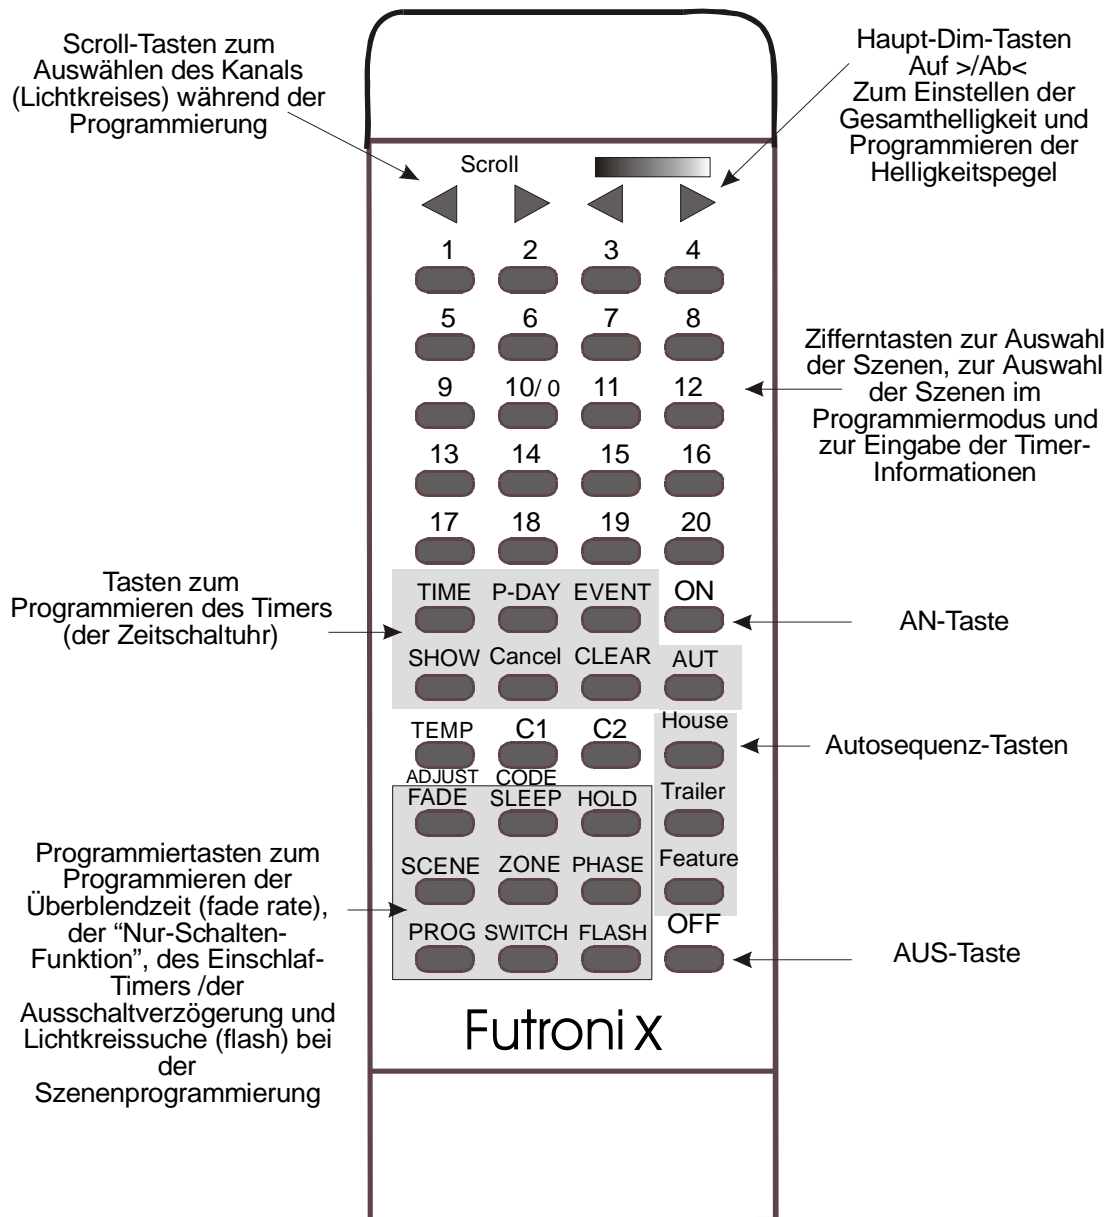 Scroll-Tasten zum
Auswählen des Kanals
(Lichtkreises) während der
Programmierung
Haupt-Dim-Tasten
Auf >/Ab<
Zum Einstellen der
Gesamthelligkeit und
Programmieren der
Helligkeitspegel
Scroll
1 2 3 4
5 6 7 8
9 10/ 0 11 12
13 14 15 16
17 18 19 20
Zifferntasten zur Auswahl
der Szenen, zur Auswahl
der Szenen im
Programmiermodus und
zur Eingabe der Timer-
Informationen
Tasten zum
Programmieren des Timers
(der Zeitschaltuhr)
TIME P-DAY EVENT ON
AN-Taste
SHOW Cancel CLEAR AUT
TEMP C1 C2 House
Autosequenz-Tasten
ADJUST CODE
FADE SLEEP HOLD Trailer
SCENE ZONE PHASE Feature
PROG SWITCH FLASH OFF
AUS-Taste
Programmiertasten zum
Programmieren der
Überblendzeit (fade rate),
der “Nur-Schalten-
Funktion”, des Einschlaf-
Timers /der
Ausschaltverzögerung und
Lichtkreissuche (flash) bei
der
Szenenprogrammierung
Futronix